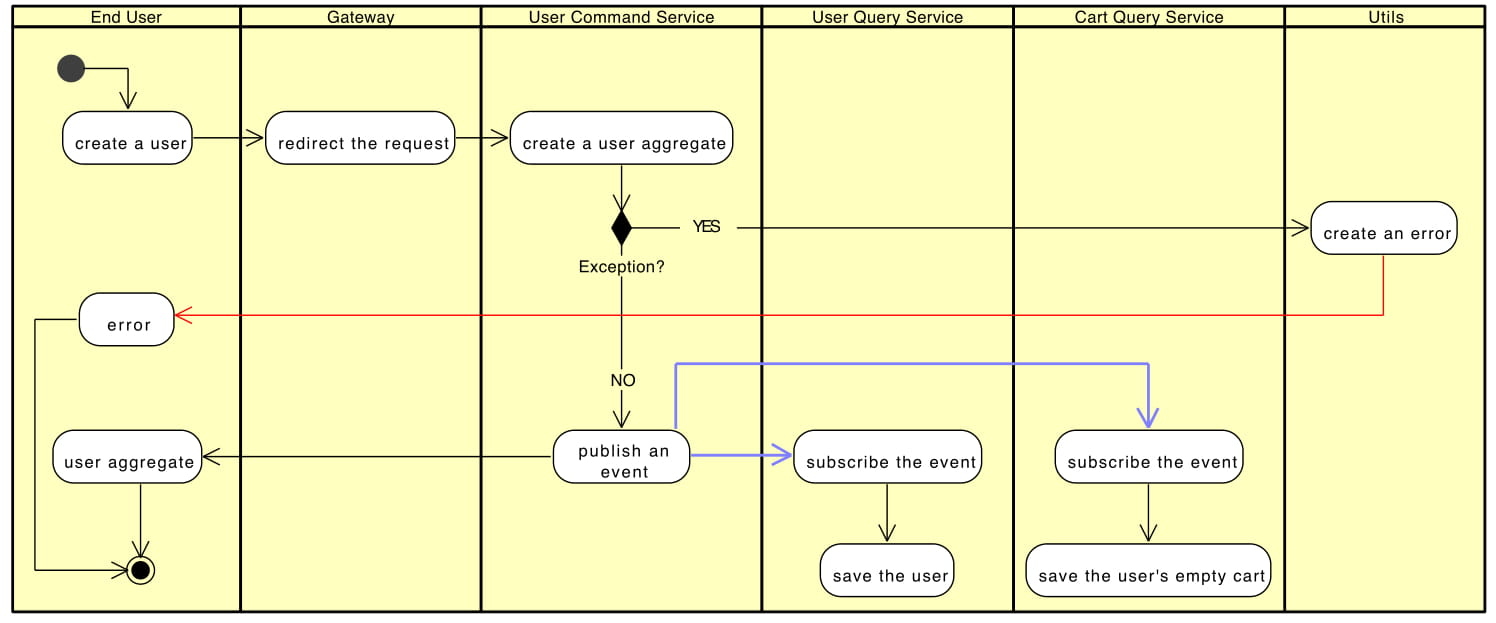 End User
Gateway
User Command Service
User Query Service
Cart Query Service
Utils
create a user
redirect the request
create a user aggregate
YES
create an error
Exception?
error
NO
user aggregate
publish an
event
subscribe the event
subscribe the event
save the user
save the user's empty cart